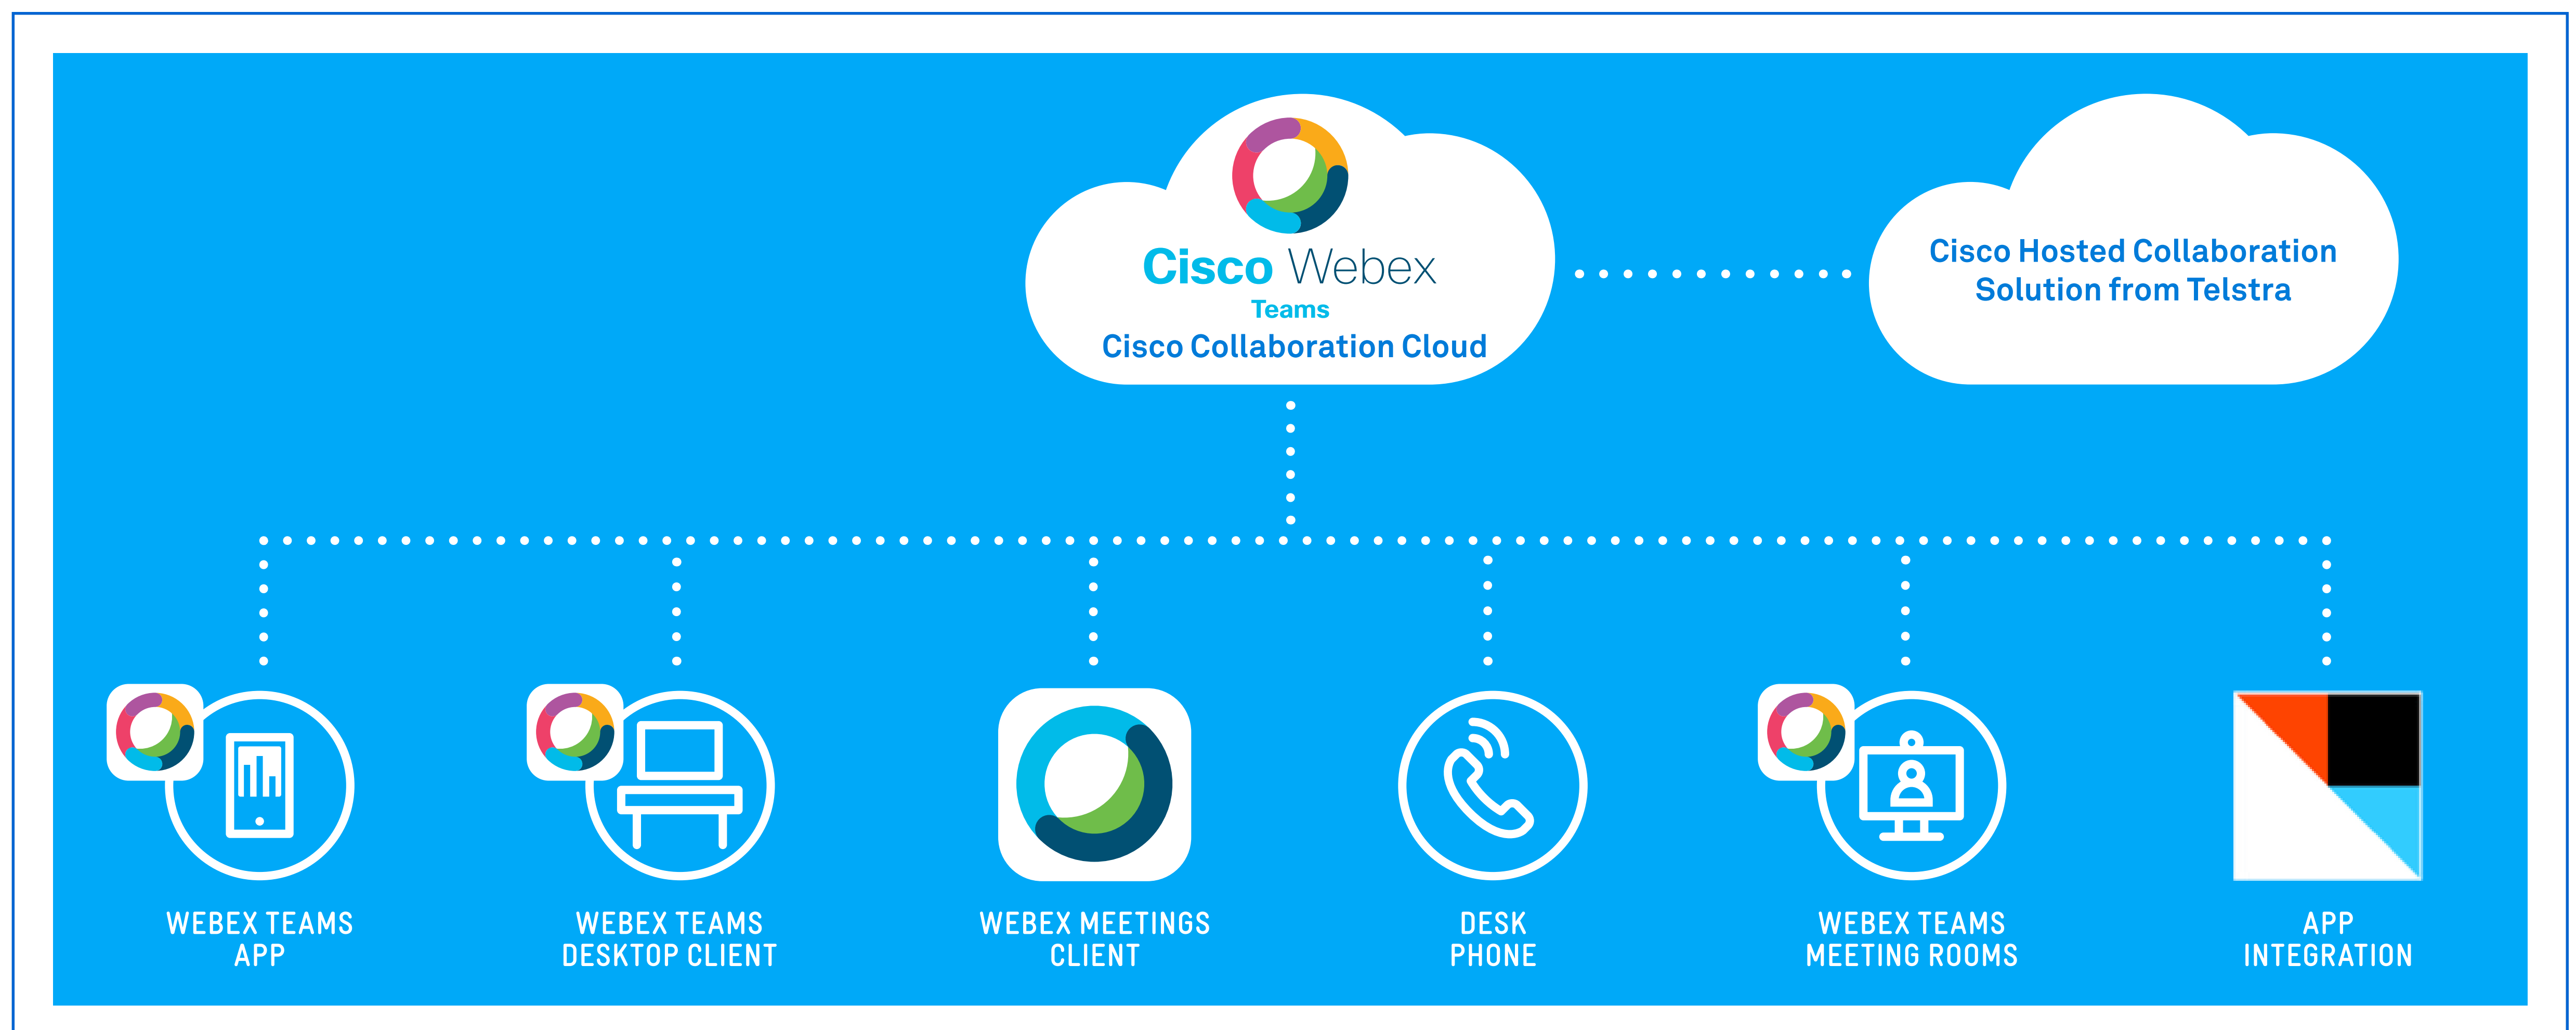 Cisco Webex
Teams
Cisco Collaboration Cloud
Cisco Hosted Collaboration
Solution from Telstra
WEBEX TEAMS
APP
WEBEX TEAMS
DESKTOP CLIENT
WEBEX MEETINGS
CLIENT
DESK
PHONE
WEBEX TEAMS
MEETING ROOMS
APP
INTEGRATION